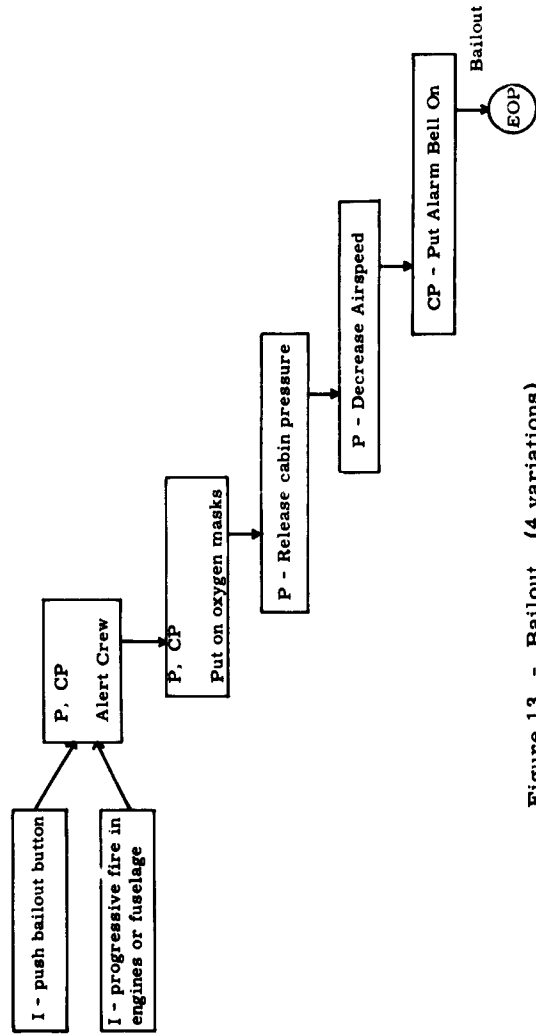 I - push bailout button
I - progressive fire in
engines or fuselage
P, CP
Alert Crew
P, CP
Put on oxygen masks
P - Release cabin pressure
P - Decrease Airspeed
CP - Put Alarm Bell On
Bailout
EOP
Figure 13 - Bailout (4 variations)